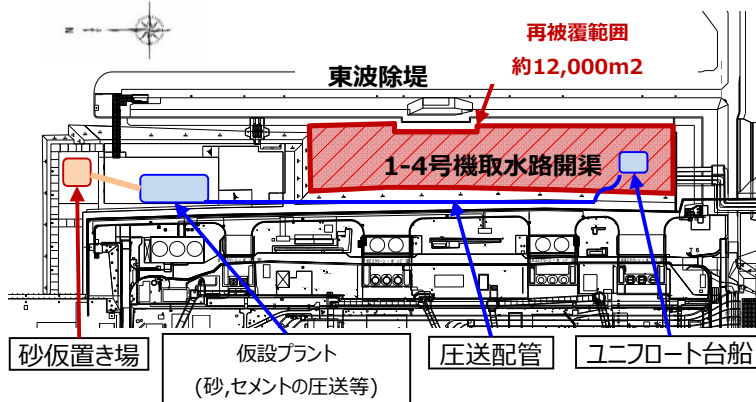 N
再被覆範囲
約12,000m2
東波除堤
1-4号機取水路開渠
砂仮置き場
仮設プラント
(砂,セメントの圧送等)
圧送配管
ユニフロート台船